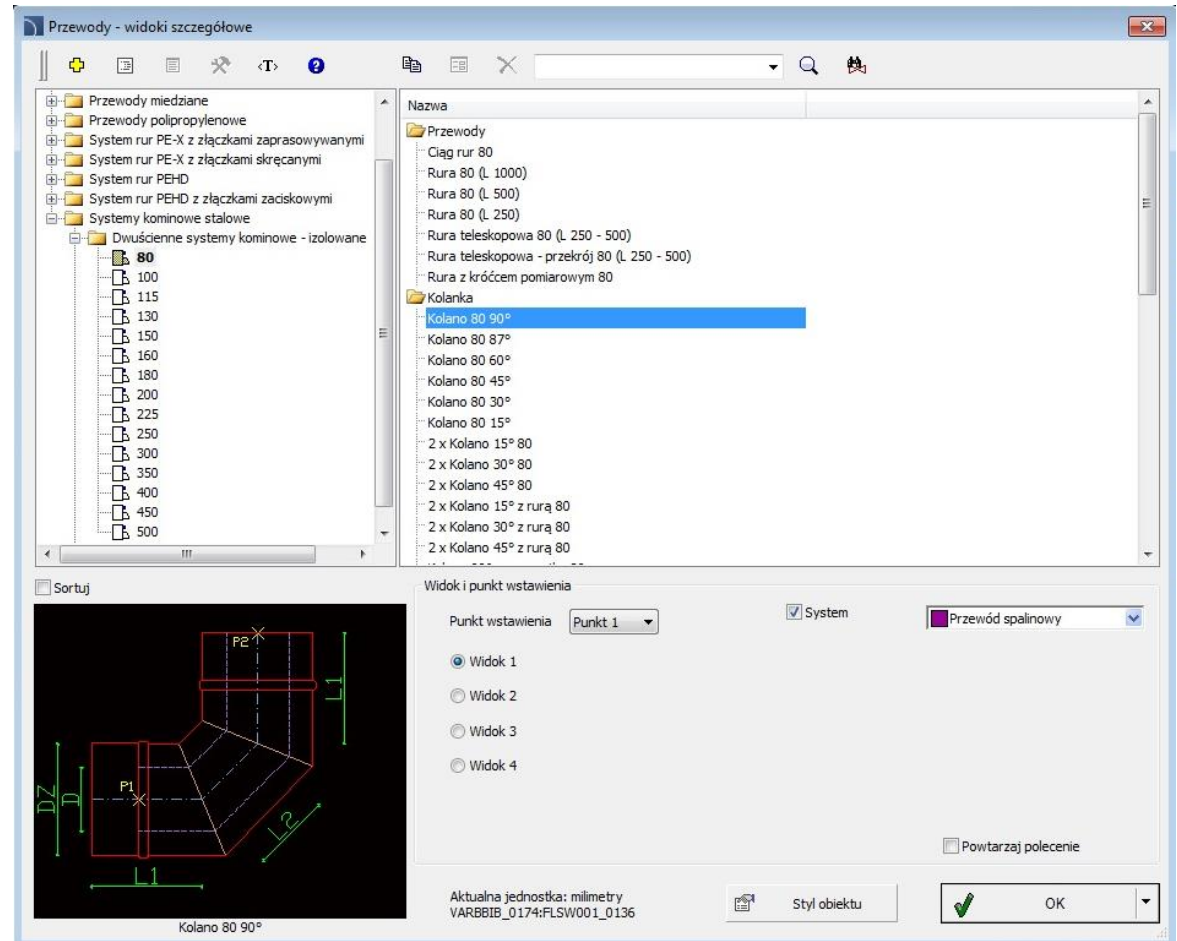 Przewody - widoki szczegółowe
<T>
Przewody miedziane
Przewody polipropylenowe
System rur PE-X z złączkami zaprasowywanymi
System rur PE-X z złączkami skręcanymi
System rur PEHD
System rur PEHD z złączkami zaciskowymi
Systemy kominowe stalowe
Dwuścienne systemy kominowe - izolowane
80
100
115
130
150
160
180
200
225
250
300
350
400
450
500
Nazwa
Przewody
Ciąg rur 80
Rura 80 (L 1000)
Rura 80 (L 500)
Rura 80 (L 250)
Rura teleskopowa 80 (L 250 - 500)
Rura teleskopowa - przekrój 80 (L 250 - 500)
Rura z króćcem pomiarowym 80
Kolanka
Kolano 80 90°
Kolano 80 87°
Kolano 80 60°
Kolano 80 45°
Kolano 80 30°
Kolano 80 15°
2 x Kolano 15° 80
2 x Kolano 30° 80
2 x Kolano 45° 80
2 x Kolano 15° z rurą 80
2 x Kolano 30° z rurą 80
2 x Kolano 45° z rurą 80
Sortuj
P2
L1
P1
DZ
D
L2
L1
Kolano 80 90°
Widok i punkt wstawienia
Punkt wstawienia Punkt 1
System
Przewód spalinowy
Widok 1
Widok 2
Widok 3
Widok 4
Powtarzaj polecenie
Aktualna jednostka: milimetry
VARBBIB_0174:FLSW001_0136
Styl obiektu
OK